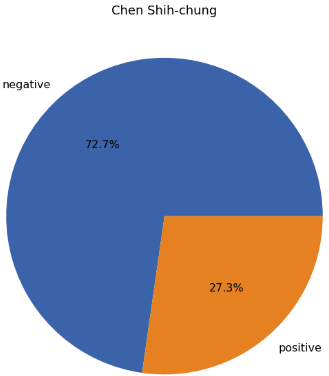 Chen Shih-chung
negative
72.7%
27.3%
positive